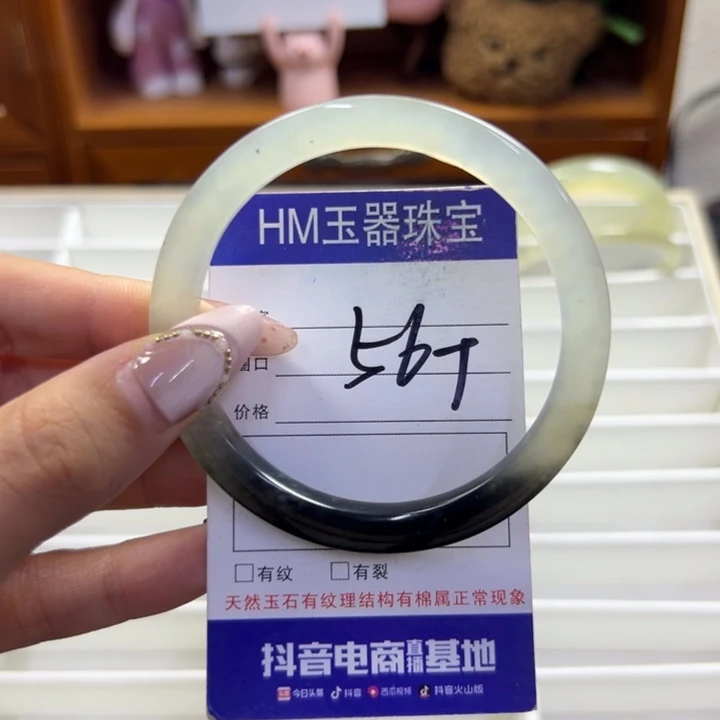 HM玉器珠宝
圈口
56+
价格
□有纹 □有裂
天然玉石有纹理结构有棉属正常现象
抖音电商直播基地
今日头条 抖音 西瓜视频 抖音火山版